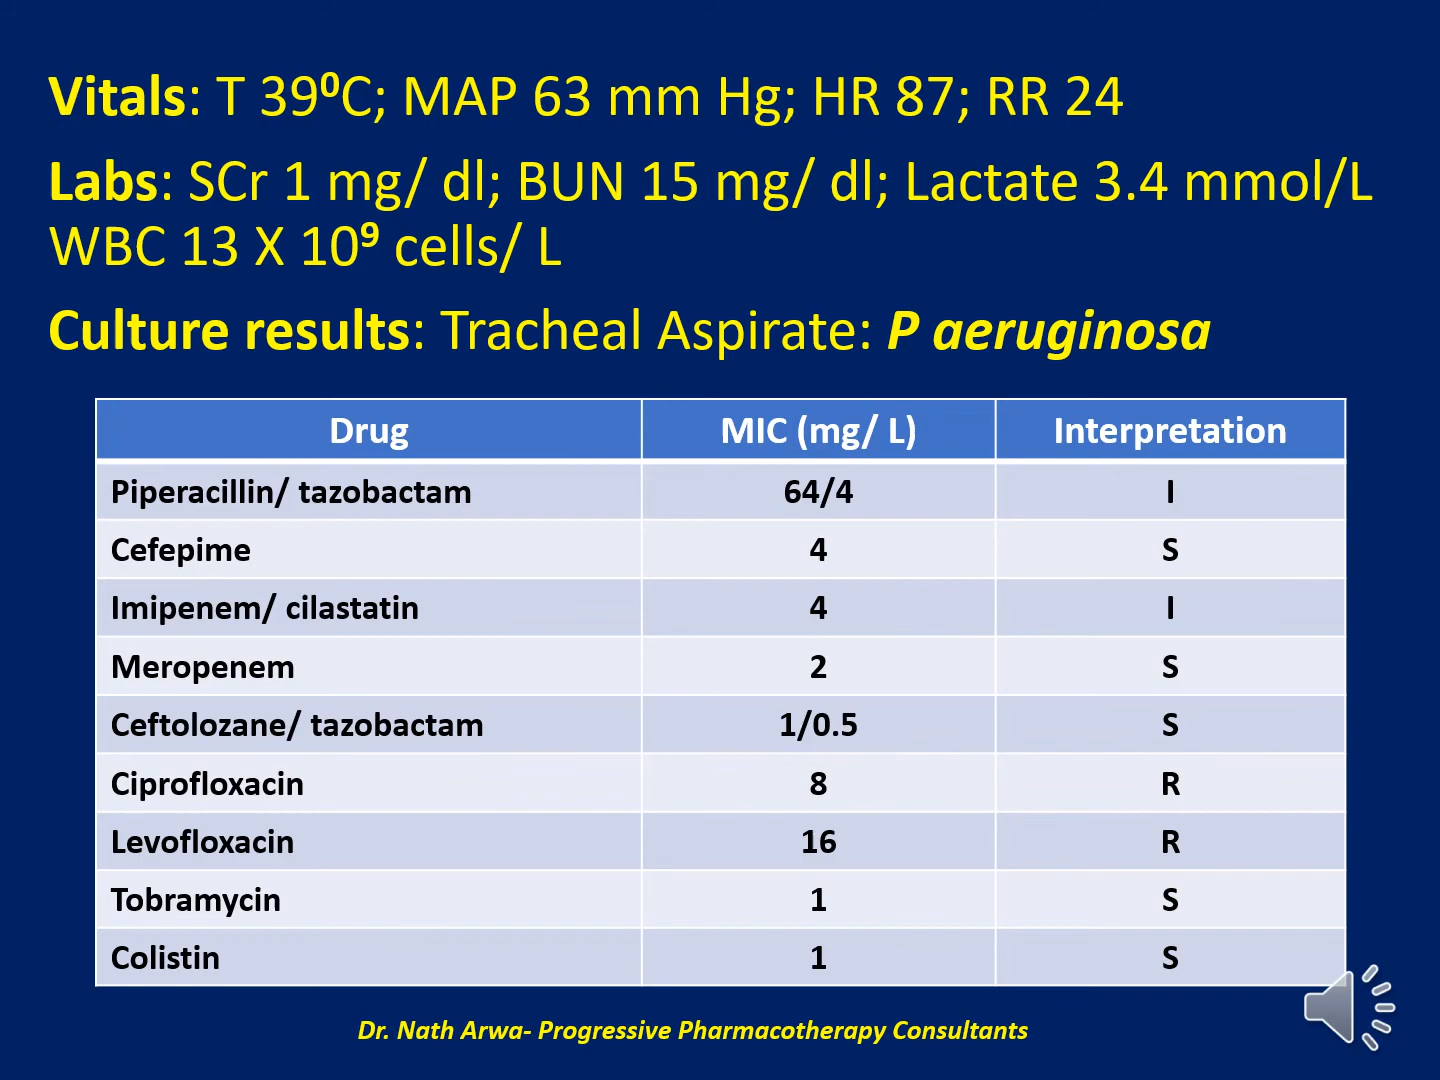 Vitals: T 39⁰C; MAP 63 mm Hg; HR 87; RR 24
Labs: SCr 1 mg/ dl; BUN 15 mg/ dl; Lactate 3.4 mmol/L
WBC 13 X 10⁹ cells/ L
Culture results: Tracheal Aspirate: P aeruginosa
Drug MIC (mg/ L) Interpretation
Piperacillin/ tazobactam 64/4 I
Cefepime 4 S
Imipenem/ cilastatin 4 I
Meropenem 2 S
Ceftolozane/ tazobactam 1/0.5 S
Ciprofloxacin 8 R
Levofloxacin 16 R
Tobramycin 1 S
Colistin 1 S
Dr. Nath Arwa- Progressive Pharmacotherapy Consultants